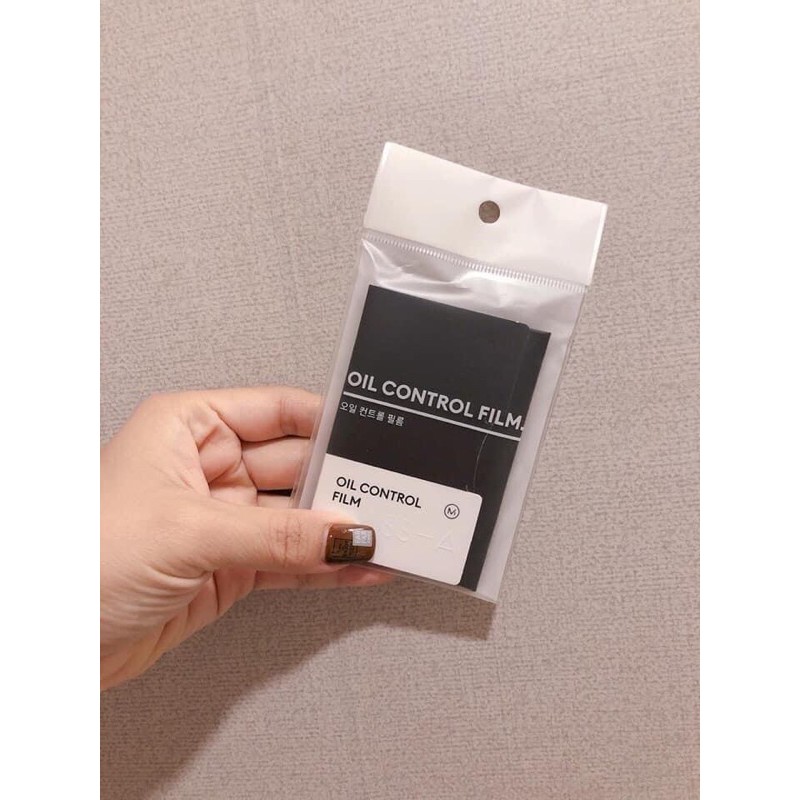 OIL CONTROL FILM.
오일 컨트롤 필름
OIL CONTROL
FILM
M